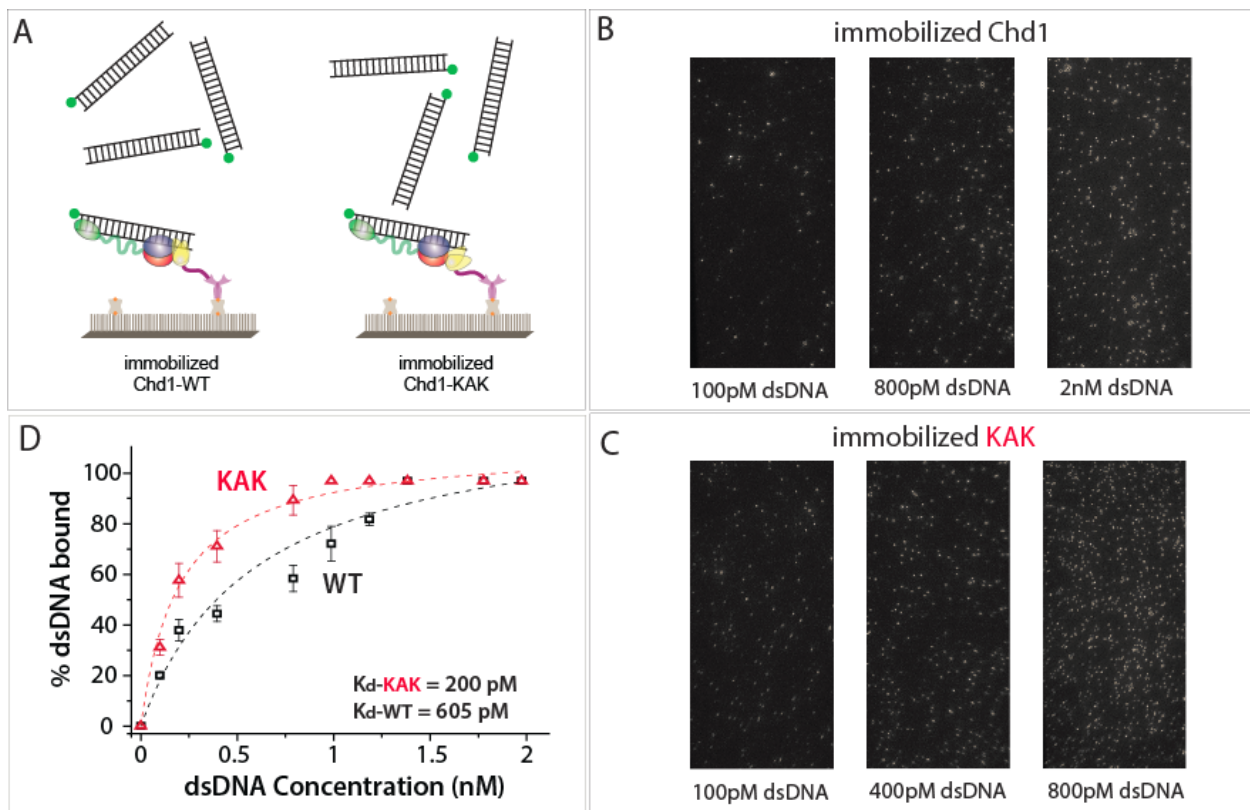 A
immobilized
Chd1-WT
immobilized
Chd1-KAK
B
immobilized Chd1
100pM dsDNA
800pM dsDNA
2nM dsDNA
D
% dsDNA bound
100
80
60
40
20
0
KAK
WT
Kd-KAK = 200 pM
Kd-WT = 605 pM
0
0.5
1
1.5
2
dsDNA Concentration (nM)
C
immobilized KAK
100pM dsDNA
400pM dsDNA
800pM dsDNA